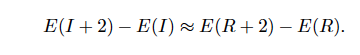 E(I + 2) − E(I) ≈ E(R + 2) − E(R).